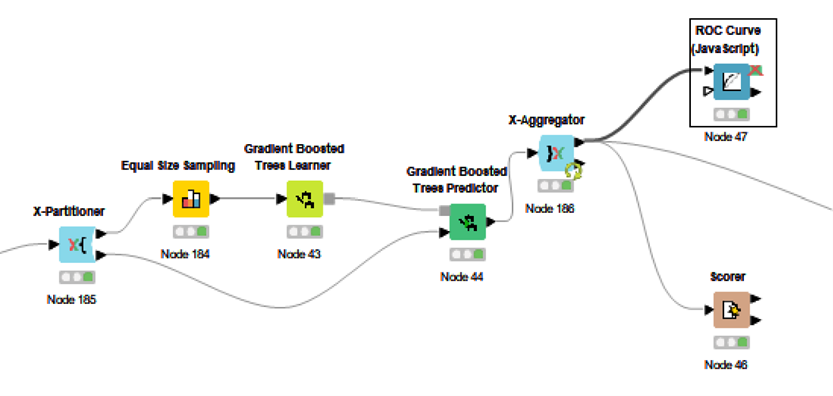 ROC Curve
(JavaScript)
Node 47
X-Aggregator
Node 186
Gradient Boosted
Trees Learner
Equal Size Sampling
Gradient Boosted
Trees Predictor
X-Partitioner
Node 184
Node 43
Node 44
Node 185
Scorer
Node 46